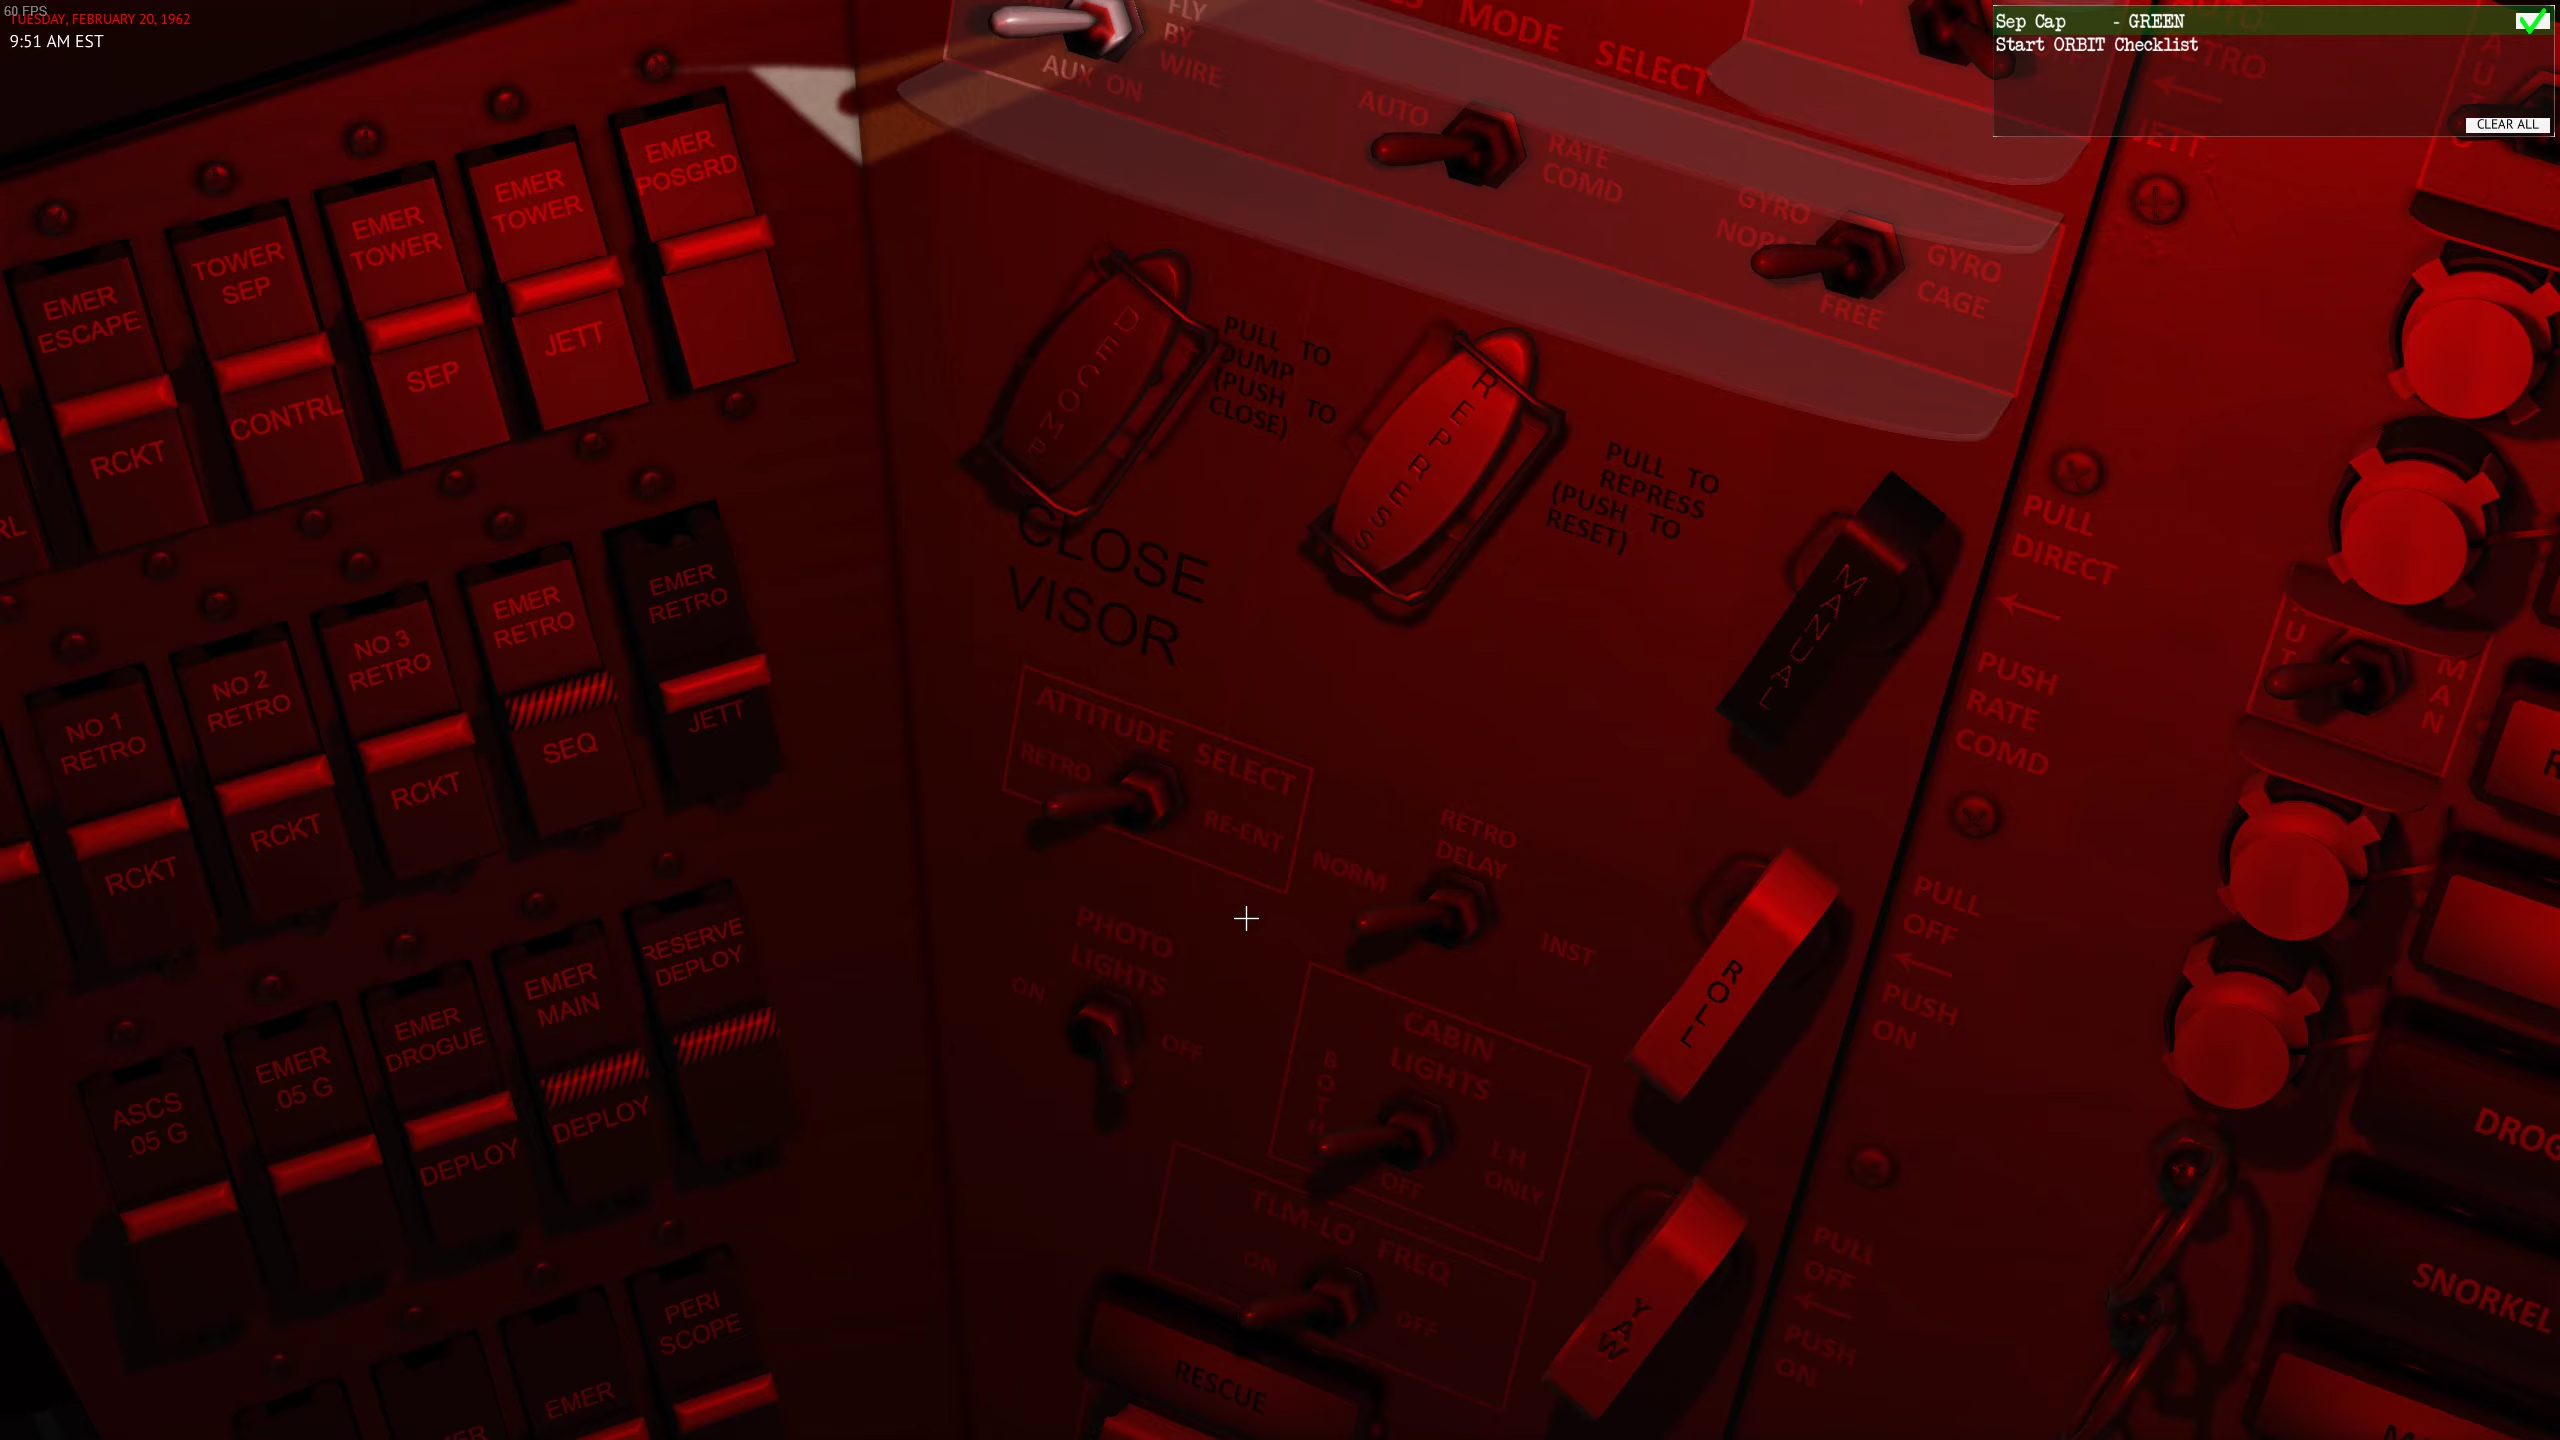 60 FPS
TUESDAY, FEBRUARY 20, 1962
9:51 AM EST
Sep Cap - GREEN
Start ORBIT Checklist
CLEAR ALL
FLY
BY
WIRE
AUX ON
MODE
SELECT
AUTO
RATE
COMD
GYRO
NORM
GYRO
CAGE
FREE
RETRO
JETT
EMER
ESCAPE
RCKT
TOWER
SEP
CONTRL
EMER
TOWER
SEP
EMER
TOWER
JETT
EMER
POSGRD
NO 1
RETRO
RCKT
NO 2
RETRO
RCKT
NO 3
RETRO
RCKT
EMER
RETRO
SEQ
EMER
RETRO
JETT
ASCS
.05 G
EMER
.05 G
EMER
DROGUE
DEPLOY
EMER
MAIN
DEPLOY
RESERVE
DEPLOY
EMER
PERI
SCOPE
PULL TO
DUMP
(PUSH TO
CLOSE)
REPRESS
PULL TO
REPRESS
(PUSH TO
RESET)
CLOSE
VISOR
MANUAL
PULL
DIRECT
PUSH
RATE
COMD
ATTITUDE SELECT
RETRO
RE-ENT
RETRO
DELAY
NORM
INST
PHOTO
LIGHTS
ON
OFF
CABIN
LIGHTS
BOTH
L H
ONLY
OFF
TLM-LO FREQ
ON
OFF
ROLL
PULL
OFF
PUSH
ON
YAW
PULL
OFF
PUSH
ON
RESCUE
MAN
SNORKEL